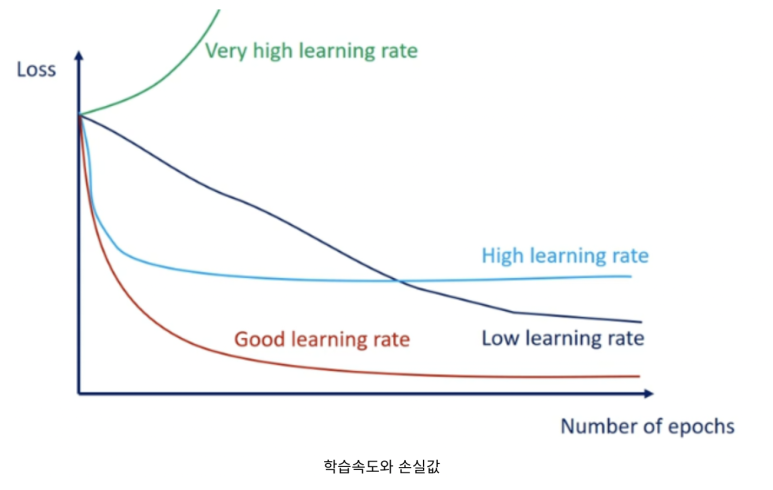 Very high learning rate
Loss
High learning rate
Good learning rate
Low learning rate
Number of epochs
학습속도와 손실값